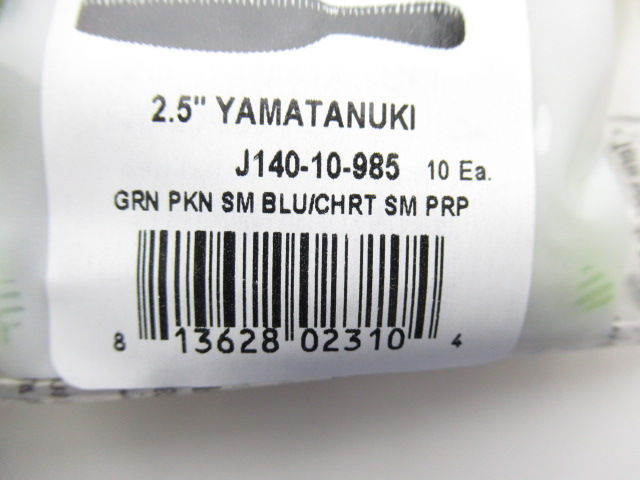 2.5" YAMATANUKI
J140-10-985 10 Ea.
GRN PKN SM BLU/CHRT SM PRP
8 13628 02310 4